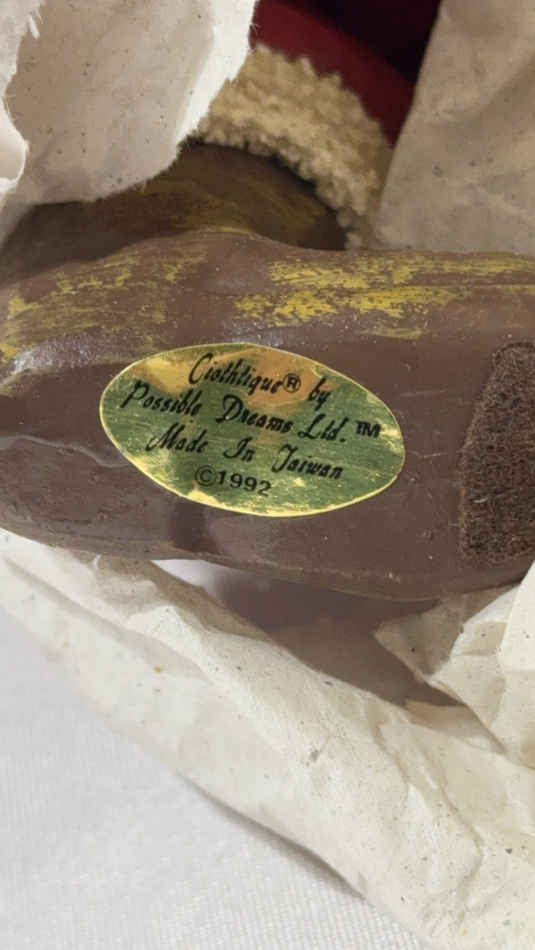 Clothtique® by
Possible Dreams Ltd.™
Made In Taiwan
©1992